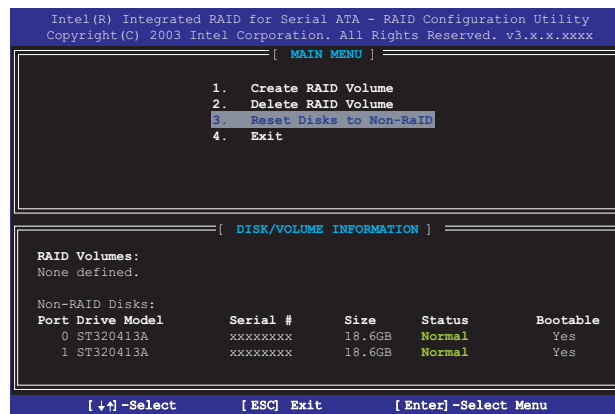 Intel(R) Integrated RAID for Serial ATA - RAID Configuration Utility
Copyright(C) 2003 Intel Corporation. All Rights Reserved. v3.x.x.xxxx
[ MAIN MENU ]
1. Create RAID Volume
2. Delete RAID Volume
3. Reset Disks to Non-RaID
4. Exit
[ DISK/VOLUME INFORMATION ]
RAID Volumes:
None defined.
Non-RAID Disks:
Port Drive Model Serial # Size Status Bootable
0 ST320413A xxxxxxxx 18.6GB Normal Yes
1 ST320413A xxxxxxxx 18.6GB Normal Yes
[↓↑]-Select [ESC] Exit [Enter]-Select Menu